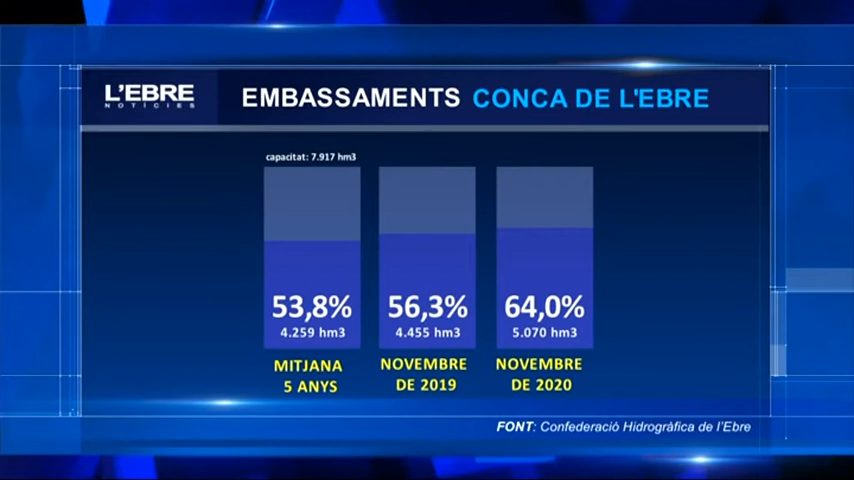 L'EBRE
NOTÍCIES
EMBASSAMENTS CONCA DE L'EBRE
capacitat: 7.917 hm3
53,8%
4.259 hm3
MITJANA
5 ANYS
56,3%
4.455 hm3
NOVEMBRE
DE 2019
64,0%
5.070 hm3
NOVEMBRE
DE 2020
FONT: Confederació Hidrogràfica de l'Ebre